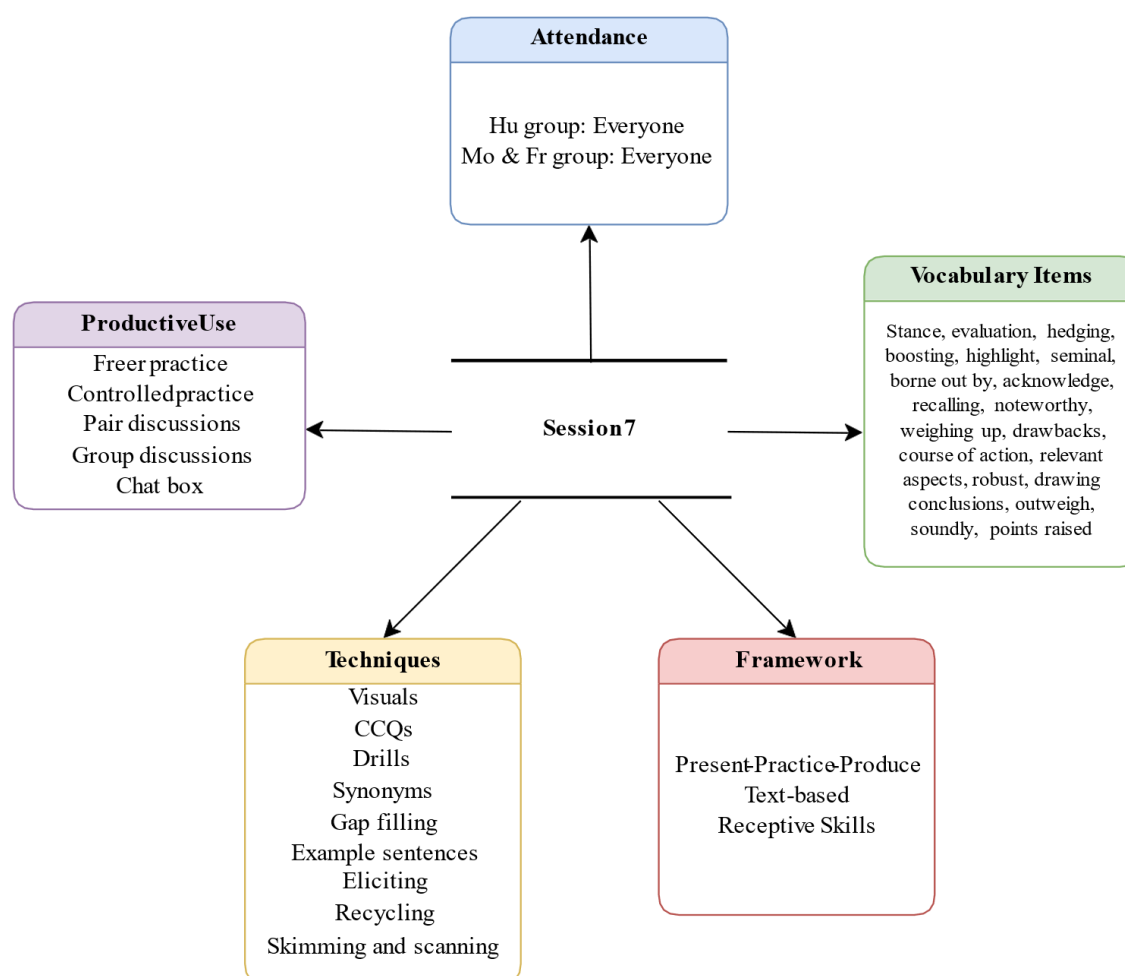 Attendance
Hu group: Everyone
Mo & Fr group: Everyone
Vocabulary Items
Stance, evaluation, hedging,
boosting, highlight, seminal,
borne out by, acknowledge,
recalling, noteworthy,
weighing up, drawbacks,
course of action, relevant
aspects, robust, drawing
conclusions, outweigh,
soundly, points raised
ProductiveUse
Freer practice
Controlledpractice
Pair discussions
Group discussions
Chat box
Session7
Techniques
Visuals
CCQs
Drills
Synonyms
Gap filling
Example sentences
Eliciting
Recycling
Skimming and scanning
Framework
Present-Practice-Produce
Text-based
Receptive Skills